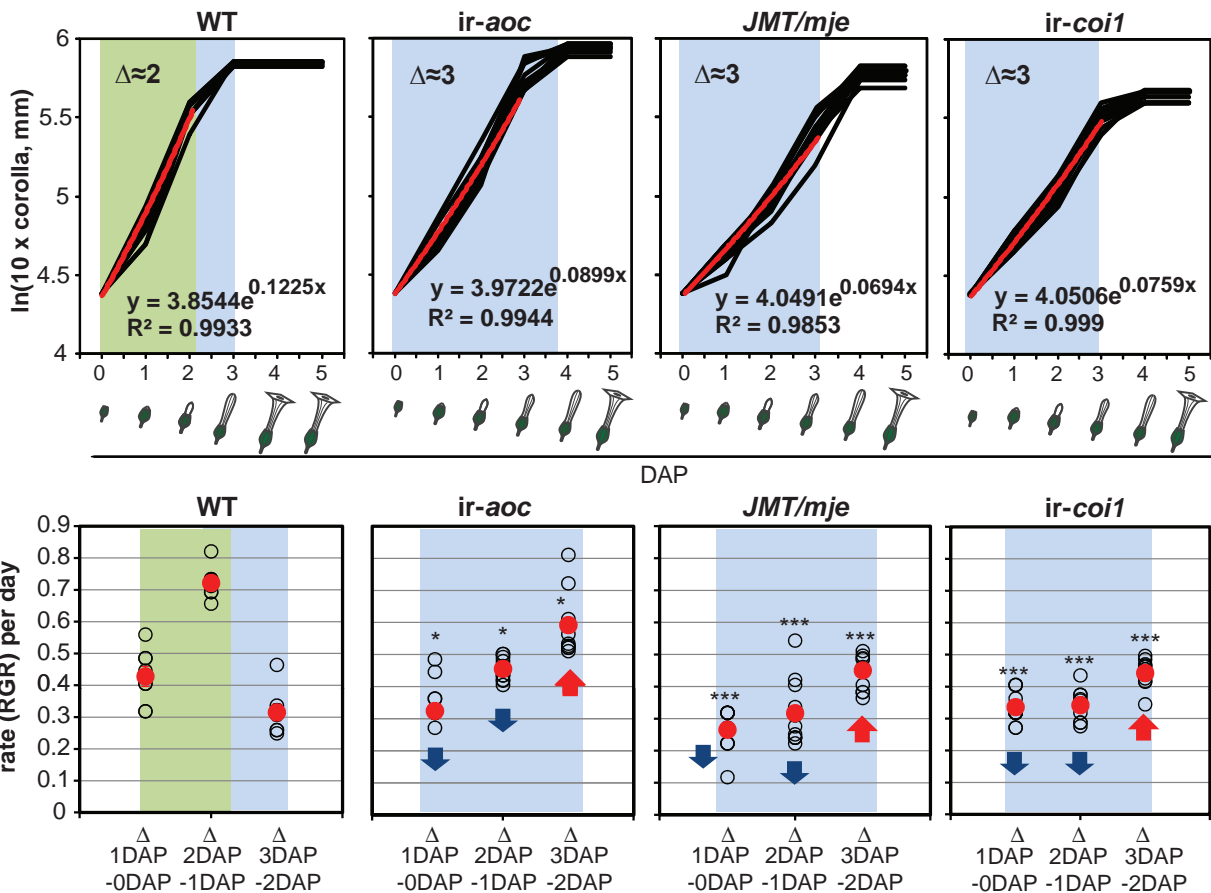 WT ir-aoc JMT/mje ir-coi1
ln(10 x corolla, mm)
6
5.5
5
4.5
4
Δ≈2
y = 3.8544e0.1225x
R² = 0.9933
0 1 2 3 4 5
Δ≈3
y = 3.9722e0.0899x
R² = 0.9944
0 1 2 3 4 5
Δ≈3
y = 4.0491e0.0694x
R² = 0.9853
0 1 2 3 4 5
Δ≈3
y = 4.0506e0.0759x
R² = 0.999
0 1 2 3 4 5
DAP
WT ir-aoc JMT/mje ir-coi1
rate (RGR) per day
0.9
0.8
0.7
0.6
0.5
0.4
0.3
0.2
0.1
0
* * *
*** *** ***
*** *** ***
Δ Δ Δ Δ Δ Δ Δ Δ Δ Δ Δ Δ
1DAP 2DAP 3DAP 1DAP 2DAP 3DAP 1DAP 2DAP 3DAP 1DAP 2DAP 3DAP
-0DAP -1DAP -2DAP -0DAP -1DAP -2DAP -0DAP -1DAP -2DAP -0DAP -1DAP -2DAP